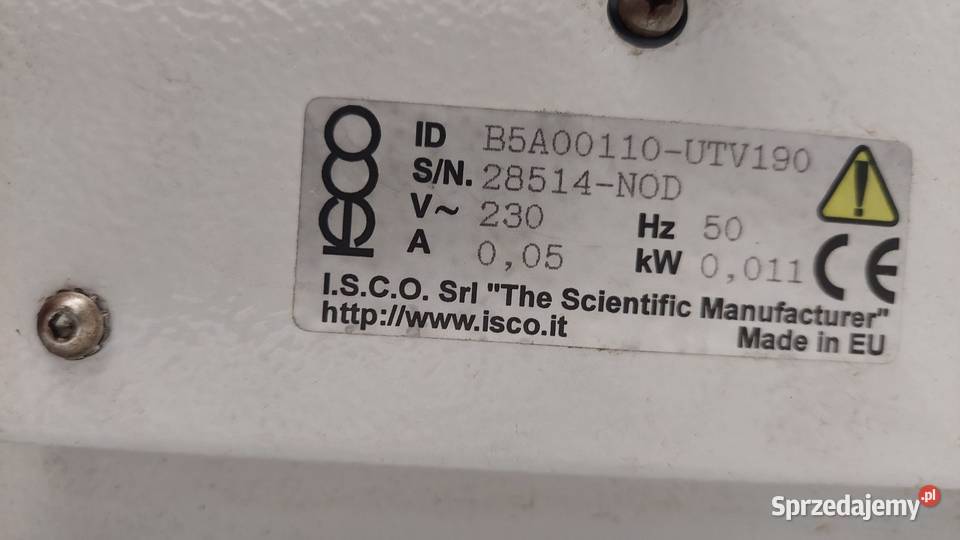 ID B5A00110-UTV190
S/N. 28514-NOD
V~ 230 Hz 50
A 0,05 kW 0,011
CE
I.S.C.O. Srl "The Scientific Manufacturer"
http://www.isco.it
Made in EU
Sprzedajemy.pl